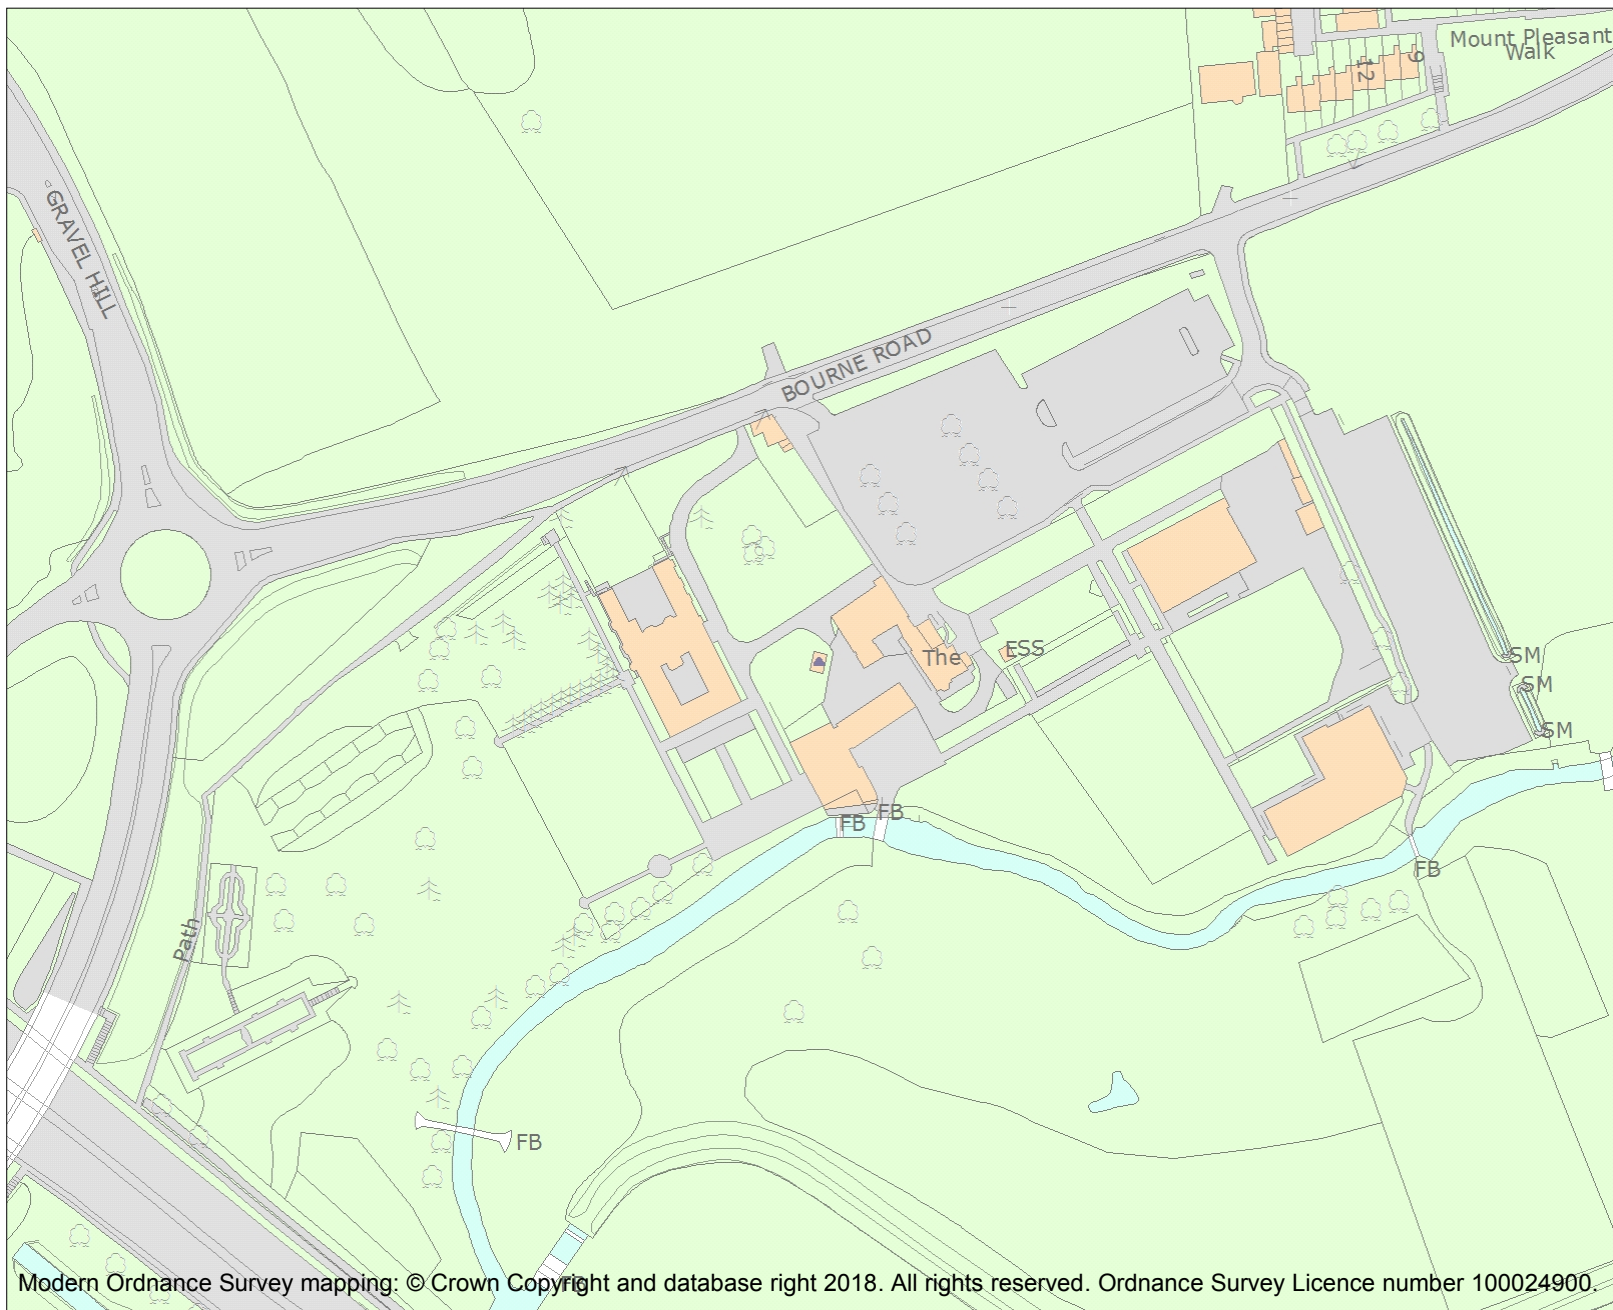 Mount Pleasant
Walk
12
9
GRAVEL HILL
BOURNE ROAD
The
ESS
SM
SM
SM
FB
FB
FB
Path
FB
FB
Modern Ordnance Survey mapping: © Crown Copyright and database right 2018. All rights reserved. Ordnance Survey Licence number 100024900.